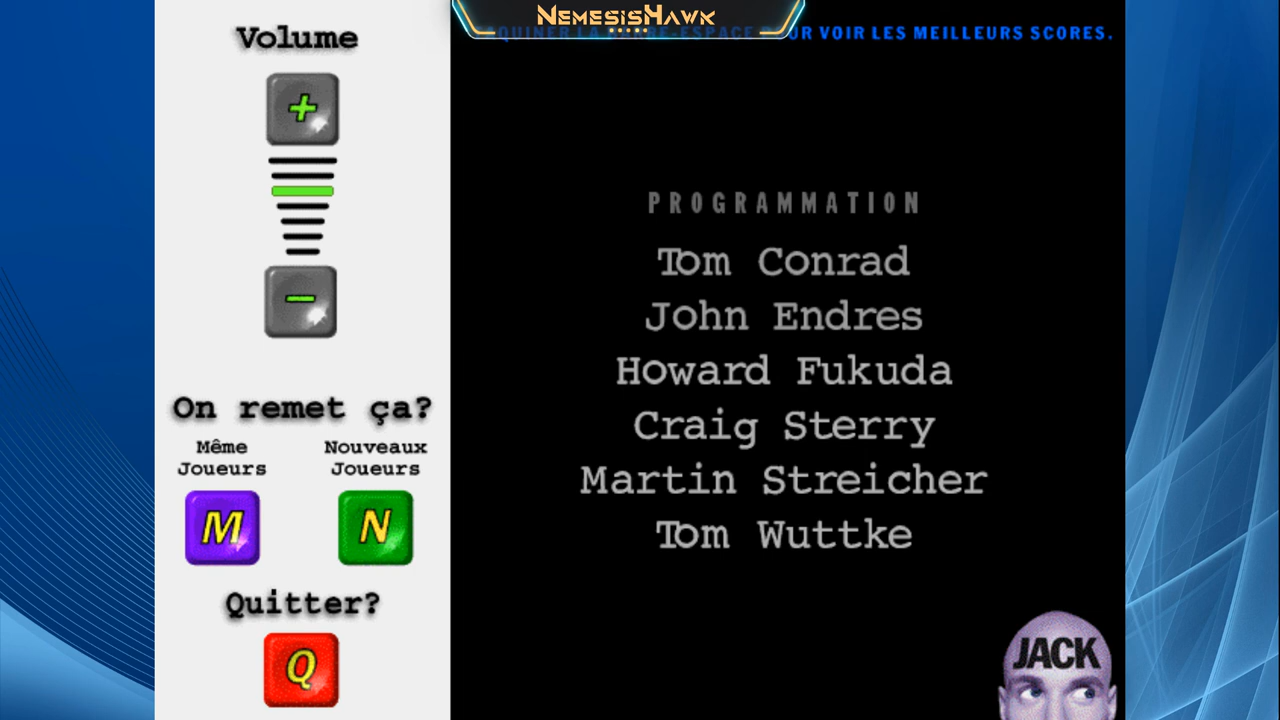 NEMESISHAWK
UR VOIR LES MEILLEURS SCORES.
Volume
+
−
On remet ça?
Même
Joueurs
Nouveaux
Joueurs
M
N
Quitter?
Q
PROGRAMMATION
Tom Conrad
John Endres
Howard Fukuda
Craig Sterry
Martin Streicher
Tom Wuttke
JACK